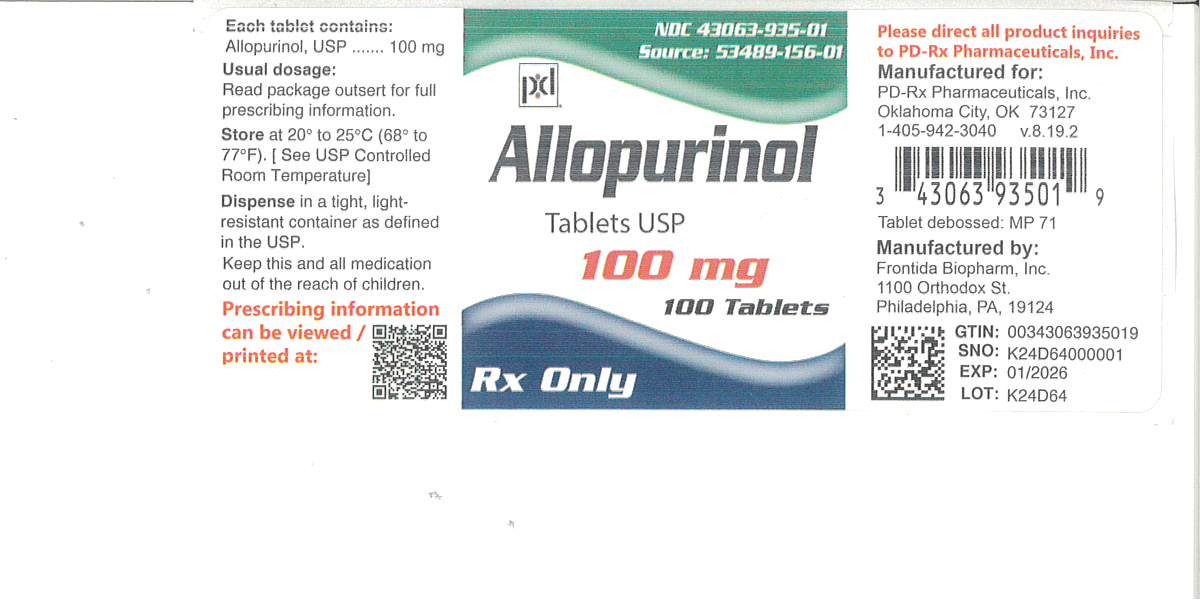 Each tablet contains:
Allopurinol, USP ....... 100 mg
Usual dosage:
Read package outsert for full
prescribing information.
Store at 20° to 25°C (68° to
77°F). [ See USP Controlled
Room Temperature]
Dispense in a tight, light-
resistant container as defined
in the USP.
Keep this and all medication
out of the reach of children.
Prescribing information
can be viewed /
printed at:
NDC 43063-935-01
Source: 53489-156-01
pd
Allopurinol
Tablets USP
100 mg
100 Tablets
Rx Only
Please direct all product inquiries
to PD-Rx Pharmaceuticals, Inc.
Manufactured for:
PD-Rx Pharmaceuticals, Inc.
Oklahoma City, OK 73127
1-405-942-3040 v.8.19.2
3 43063 93501 9
Tablet debossed: MP 71
Manufactured by:
Frontida Biopharm, Inc.
1100 Orthodox St.
Philadelphia, PA, 19124
GTIN: 00343063935019
SNO: K24D64000001
EXP: 01/2026
LOT: K24D64